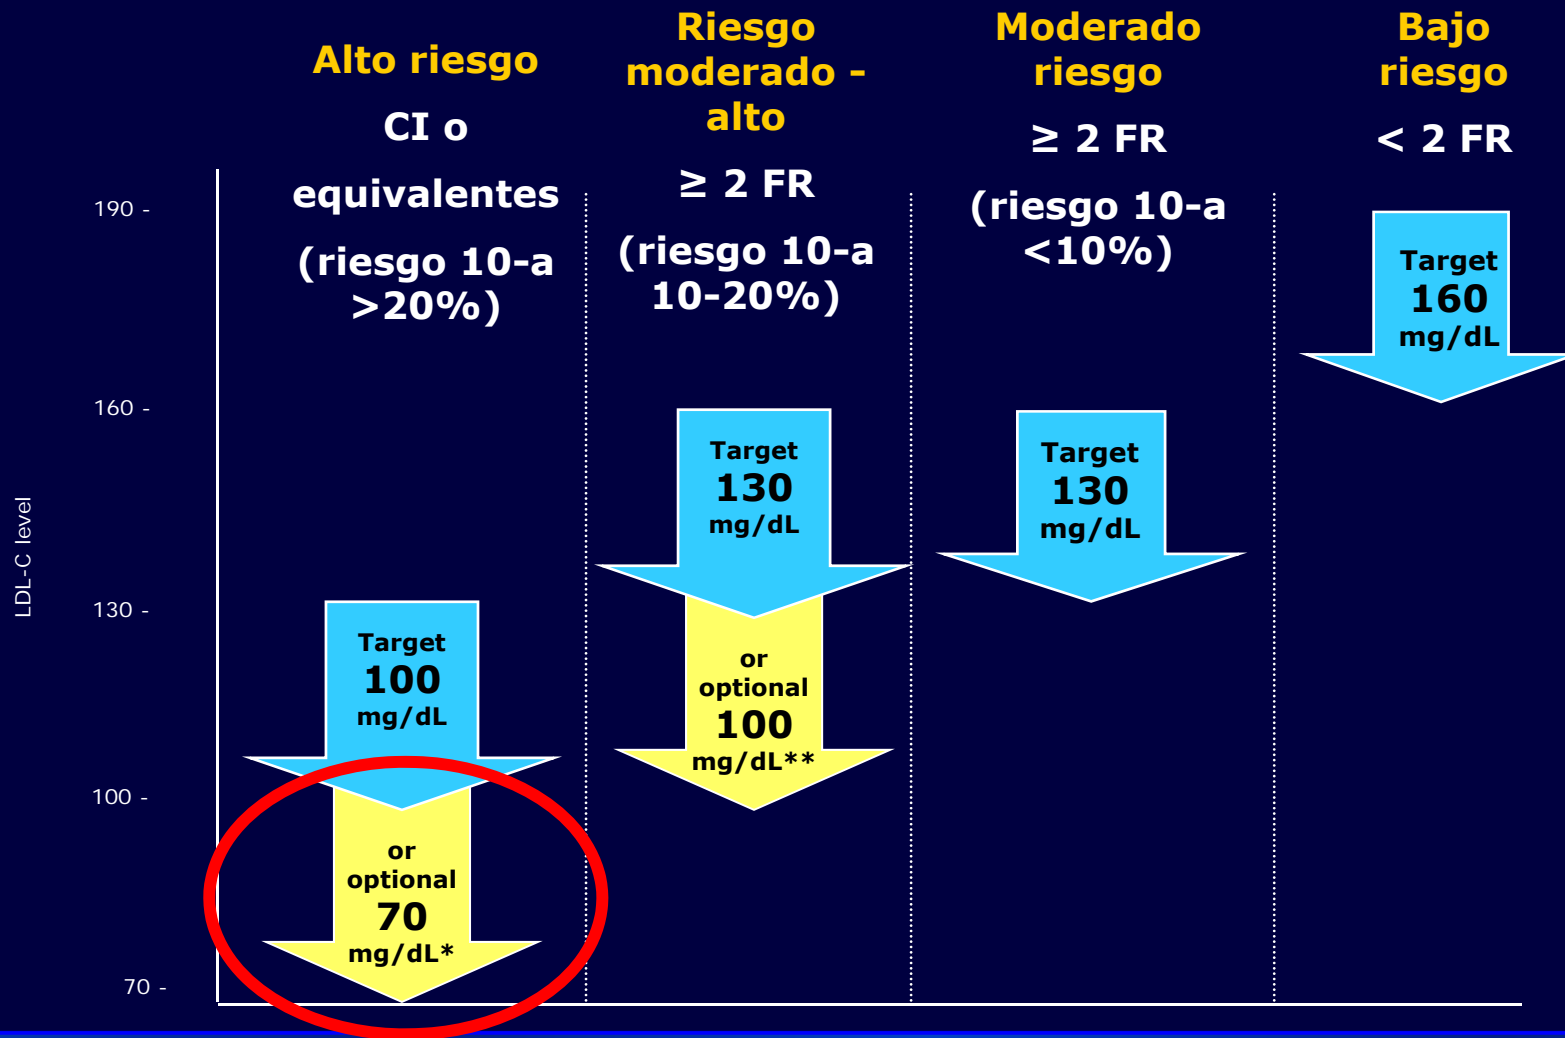 Alto riesgo
CI o
equivalentes
(riesgo 10-a
>20%)
Riesgo
moderado -
alto
≥ 2 FR
(riesgo 10-a
10-20%)
Moderado
riesgo
≥ 2 FR
(riesgo 10-a
<10%)
Bajo
riesgo
< 2 FR
LDL-C level
190 -
160 -
130 -
100 -
70 -
Target
100
mg/dL
or
optional
70
mg/dL*
Target
130
mg/dL
or
optional
100
mg/dL**
Target
130
mg/dL
Target
160
mg/dL